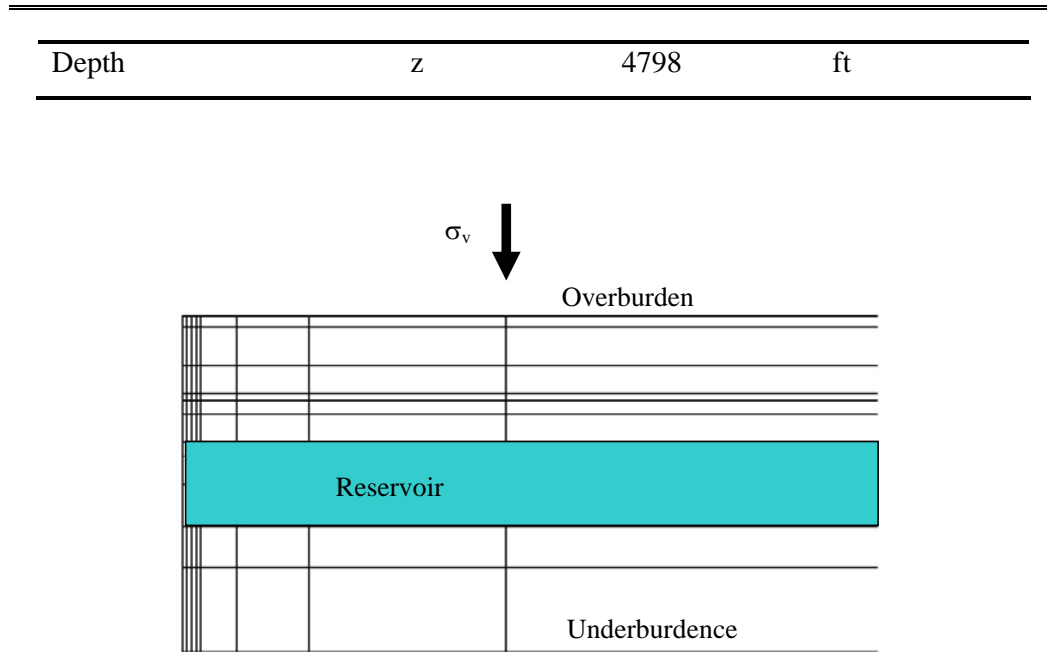 Depth z 4798 ft
σv
Overburden
Reservoir
Underburdence